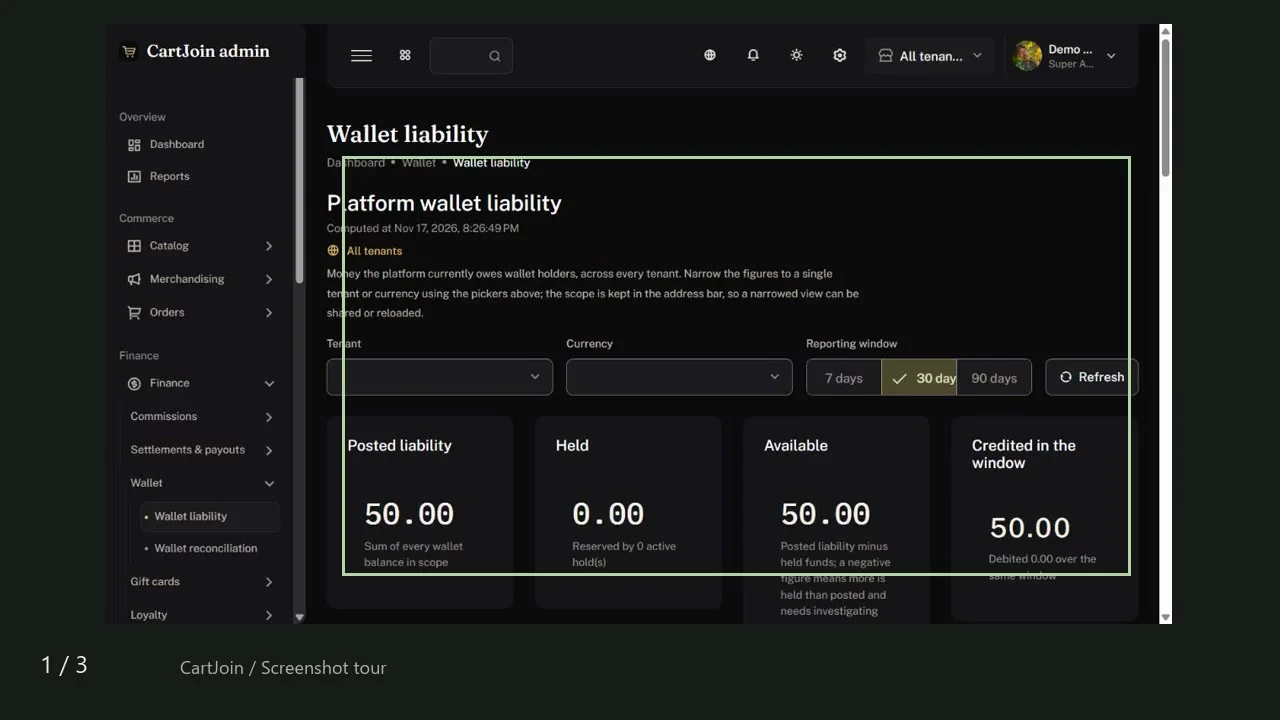 CartJoin admin
All tenan...
Demo ...
Super A...
Overview
Dashboard
Reports
Commerce
Catalog
Merchandising
Orders
Finance
Finance
Commissions
Settlements & payouts
Wallet
Wallet liability
Wallet reconciliation
Gift cards
Loyalty
Wallet liability
Dashboard • Wallet • Wallet liability
Platform wallet liability
Computed at Nov 17, 2026, 8:26:49 PM
All tenants
Money the platform currently owes wallet holders, across every tenant. Narrow the figures to a single
tenant or currency using the pickers above; the scope is kept in the address bar, so a narrowed view can be
shared or reloaded.
Tenant
Currency
Reporting window
7 days
30 day
90 days
Refresh
Posted liability
50.00
Sum of every wallet
balance in scope
Held
0.00
Reserved by 0 active
hold(s)
Available
50.00
Posted liability minus
held funds; a negative
figure means more is
held than posted and
needs investigating
Credited in the
window
50.00
Debited 0.00 over the
same window
1 / 3
CartJoin / Screenshot tour